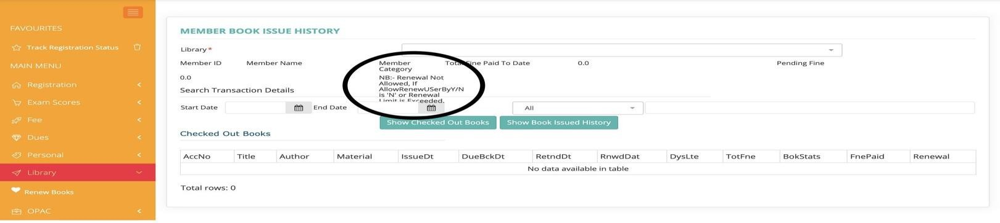 FAVOURITES
Track Registration Status
MAIN MENU
Registration
Exam Scores
Fee
Dues
Personal
Library
Renew Books
OPAC
MEMBER BOOK ISSUE HISTORY
Library *
Member ID Member Name Member Category Total Fine Paid To Date 0.0 Pending Fine
0.0
NB:- Renewal Not
Allowed, If
AllowRenewUSerByY/N
is 'N' or Renewal
Limit is Exceeded.
Search Transaction Details
Start Date End Date All
Show Checked Out Books Show Book Issued History
Checked Out Books
AccNo Title Author Material IssueDt DueBckDt RetndDt RnwdDat DysLte TotFne BokStats FnePaid Renewal
No data available in table
Total rows: 0